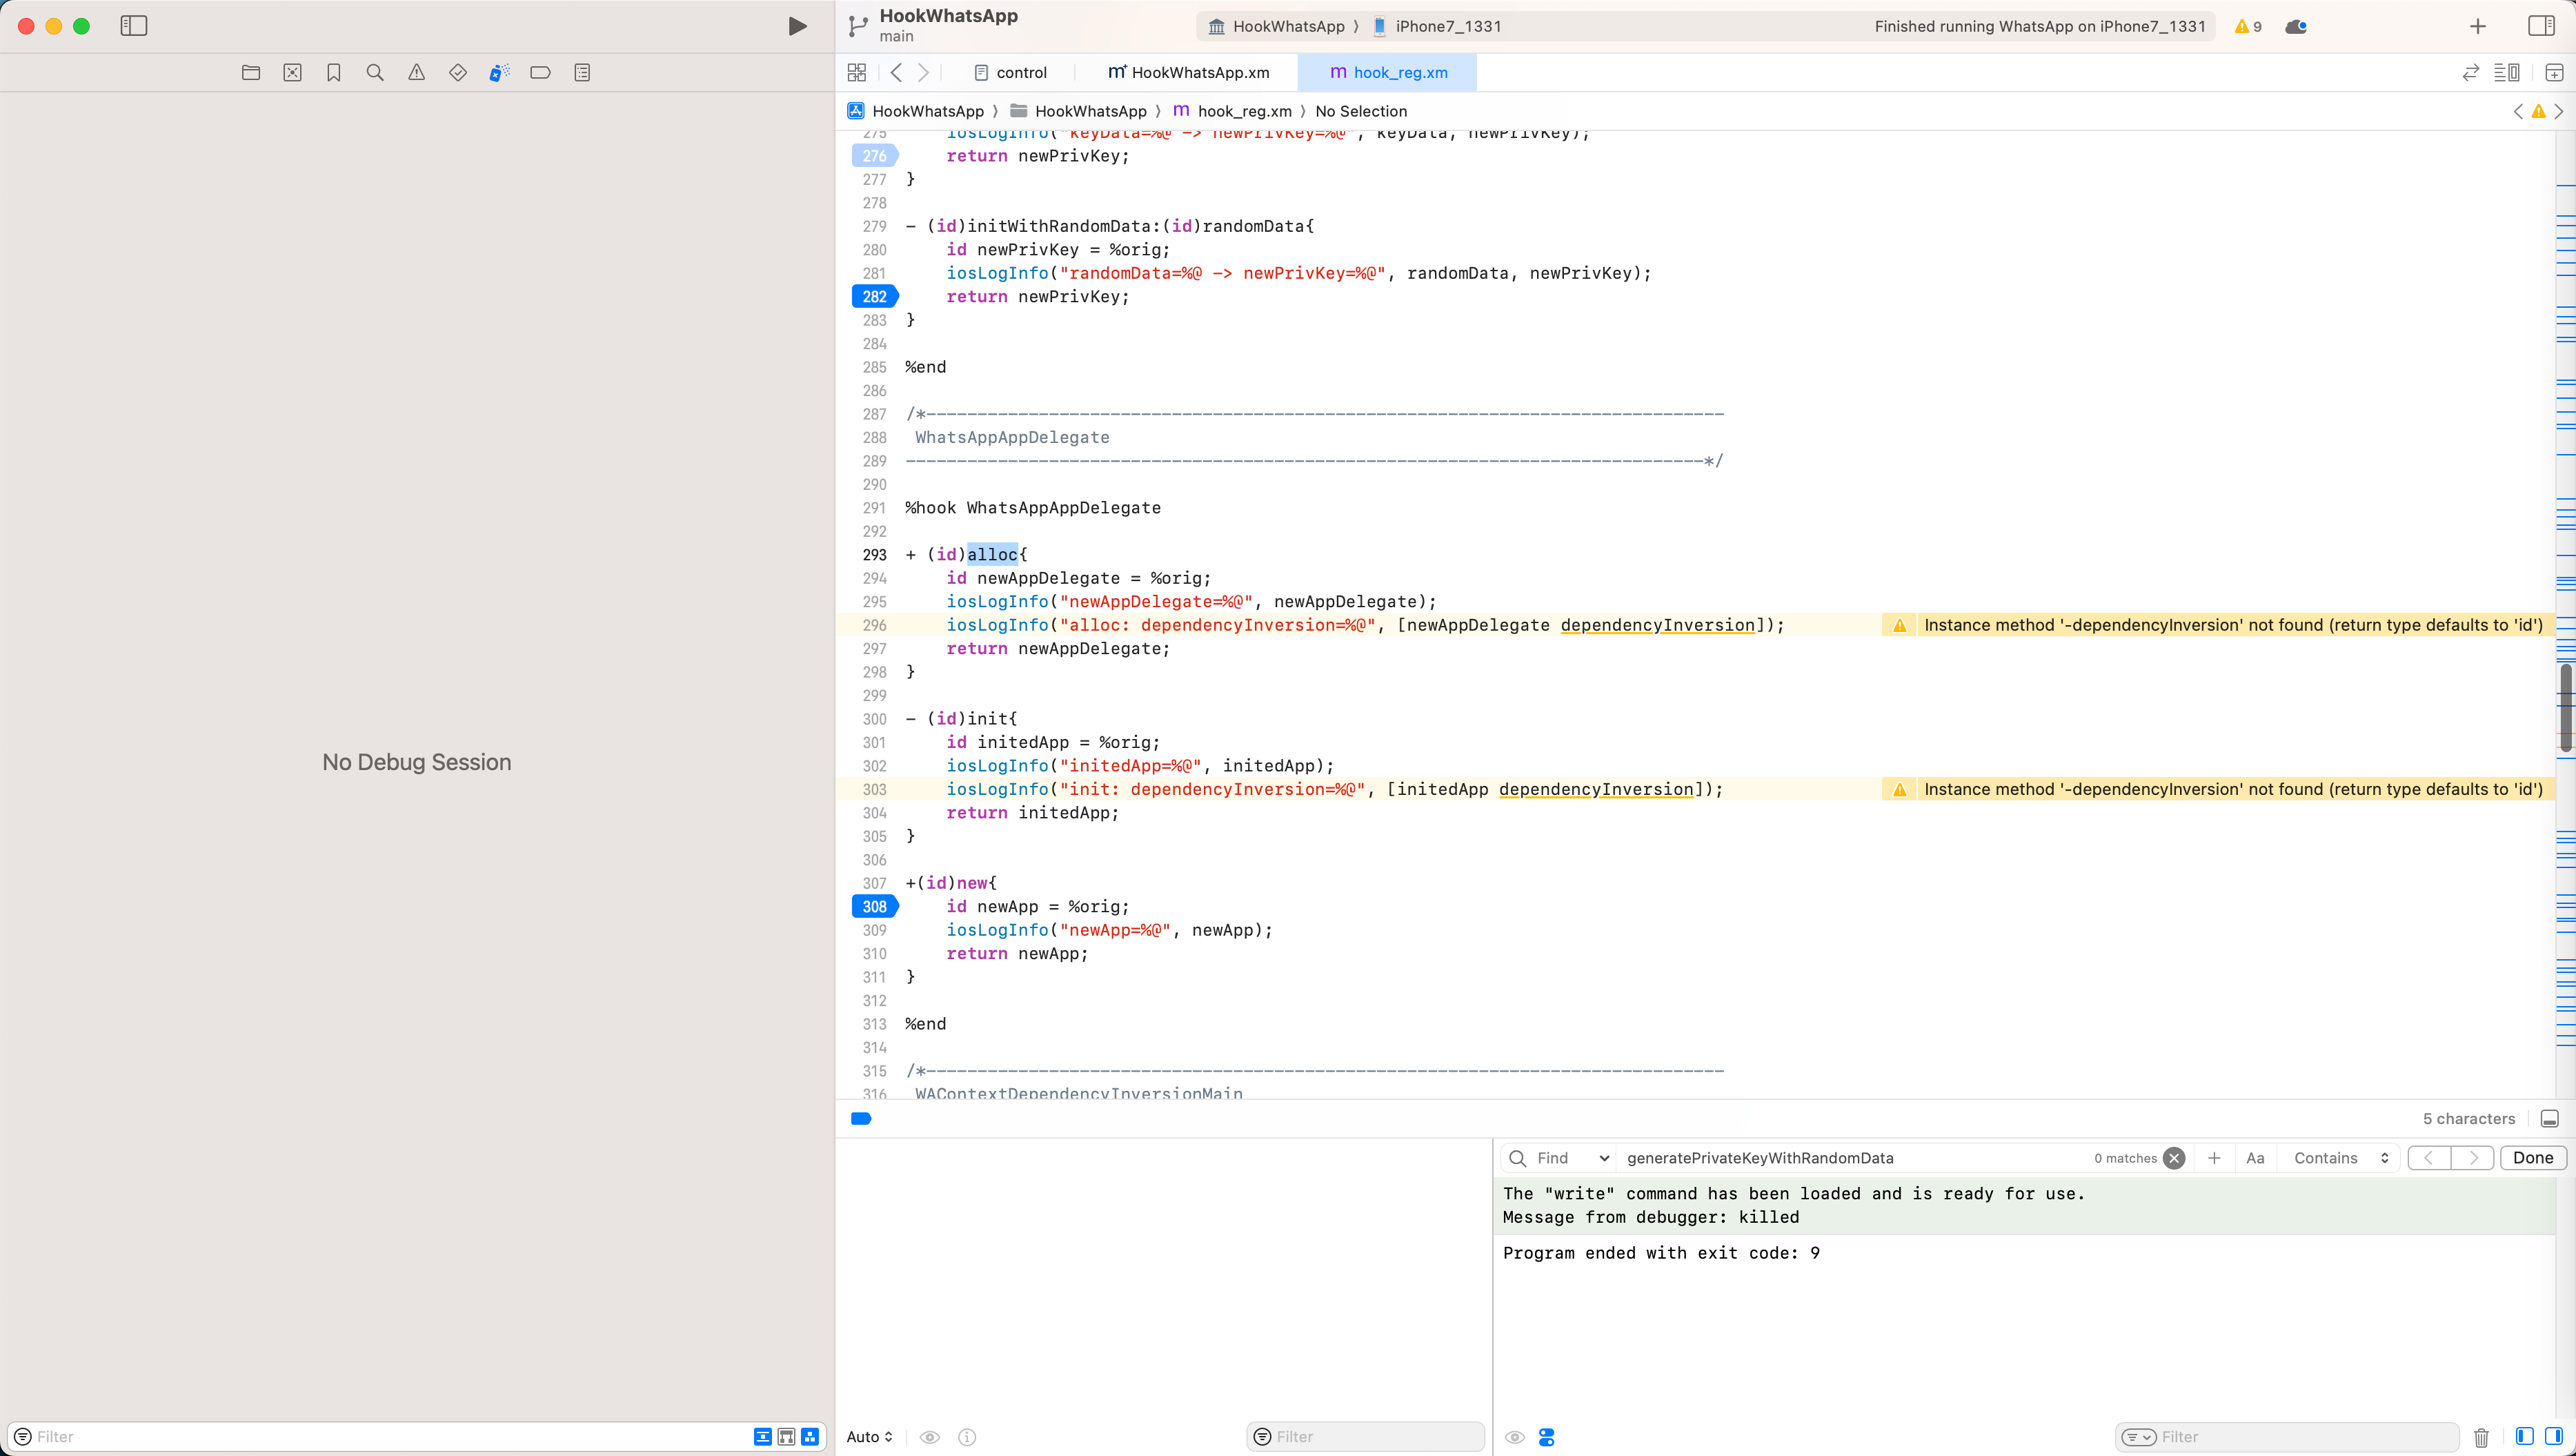 HookWhatsApp
main
HookWhatsApp 〉 iPhone7_1331
Finished running WhatsApp on iPhone7_1331
9
control
HookWhatsApp.xm
hook_reg.xm
HookWhatsApp 〉 HookWhatsApp 〉 m hook_reg.xm 〉 No Selection
275 iosLogInfo("keyData=%@ -> newPrivKey=%@", keyData, newPrivKey);
276 return newPrivKey;
277 }
278
279 - (id)initWithRandomData:(id)randomData{
280 id newPrivKey = %orig;
281 iosLogInfo("randomData=%@ -> newPrivKey=%@", randomData, newPrivKey);
282 return newPrivKey;
283 }
284
285 %end
286
287 /*------------------------------------------------------------------------------
288 WhatsAppAppDelegate
289 ------------------------------------------------------------------------------*/
290
291 %hook WhatsAppAppDelegate
292
293 + (id)alloc{
294 id newAppDelegate = %orig;
295 iosLogInfo("newAppDelegate=%@", newAppDelegate);
296 iosLogInfo("alloc: dependencyInversion=%@", [newAppDelegate dependencyInversion]); Instance method '-dependencyInversion' not found (return type defaults to 'id')
297 return newAppDelegate;
298 }
299
300 - (id)init{
301 id initedApp = %orig;
302 iosLogInfo("initedApp=%@", initedApp);
303 iosLogInfo("init: dependencyInversion=%@", [initedApp dependencyInversion]); Instance method '-dependencyInversion' not found (return type defaults to 'id')
304 return initedApp;
305 }
306
307 +(id)new{
308 id newApp = %orig;
309 iosLogInfo("newApp=%@", newApp);
310 return newApp;
311 }
312
313 %end
314
315 /*------------------------------------------------------------------------------
316 WAContextDependencyInversionMain
No Debug Session
5 characters
Find generatePrivateKeyWithRandomData 0 matches Aa Contains Done
The "write" command has been loaded and is ready for use.
Message from debugger: killed
Program ended with exit code: 9
Filter
Auto
Filter
Filter